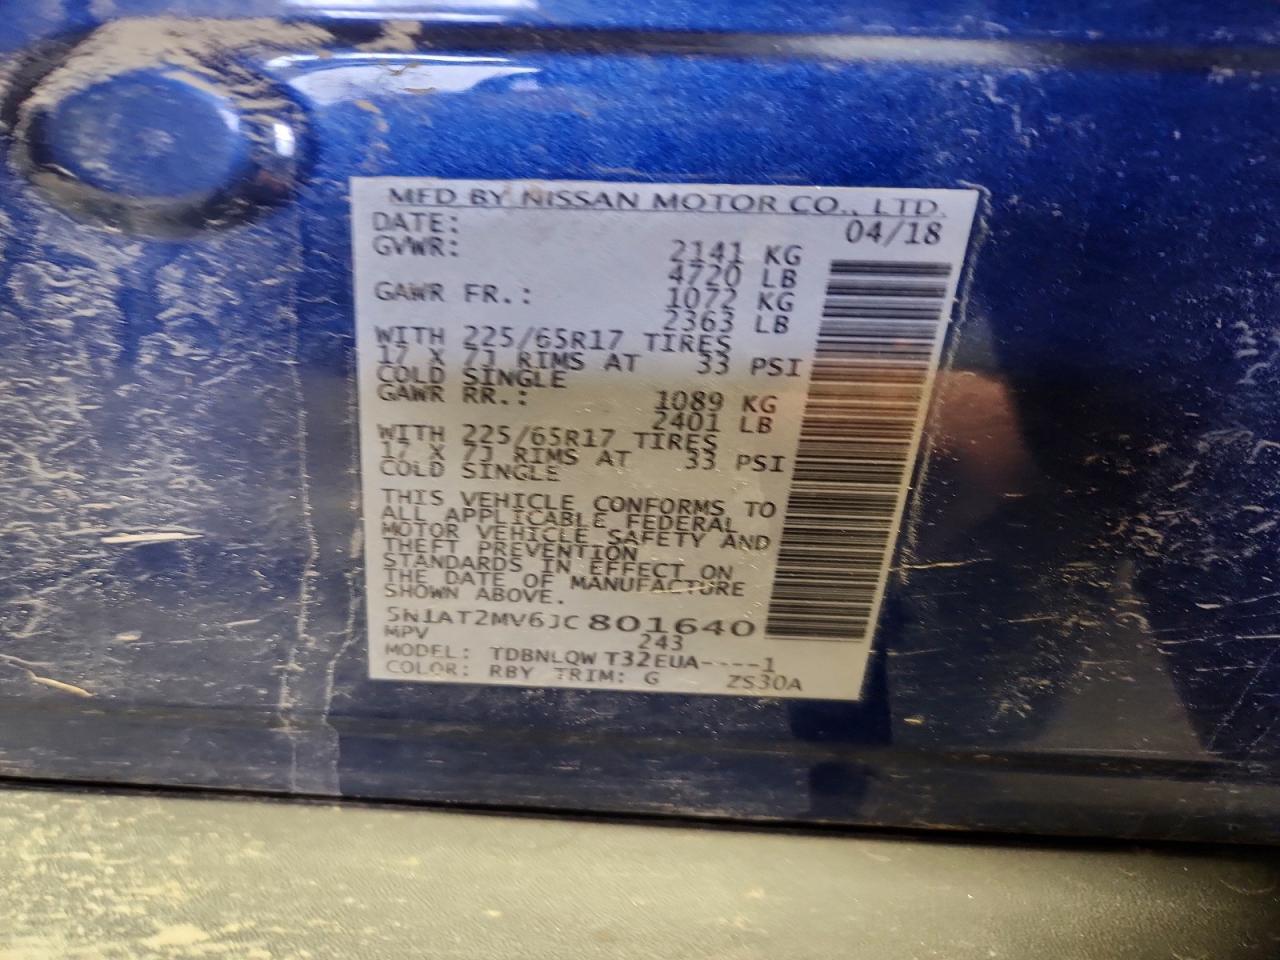 MFD BY NISSAN MOTOR CO., LTD.
DATE: 04/18
GVWR: 2141 KG
4720 LB
GAWR FR.: 1072 KG
2363 LB
WITH 225/65R17 TIRES
17 X 7J RIMS AT 33 PSI
COLD SINGLE
GAWR RR.: 1089 KG
2401 LB
WITH 225/65R17 TIRES
17 X 7J RIMS AT 33 PSI
COLD SINGLE
THIS VEHICLE CONFORMS TO
ALL APPLICABLE FEDERAL
MOTOR VEHICLE SAFETY AND
THEFT PREVENTION
STANDARDS IN EFFECT ON
THE DATE OF MANUFACTURE
SHOWN ABOVE.
5N1AT2MV6JC801640
MPV 243
MODEL: TDBNLQW T32EUA----1
COLOR: RBY TRIM: G ZS30A